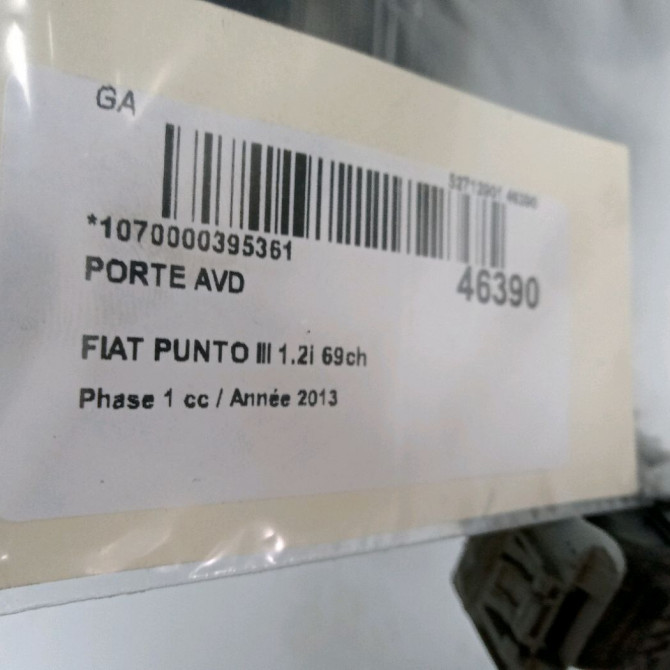 GA
*1070000395361
PORTE AVD
46390
FIAT PUNTO III 1.2i 69ch
Phase 1 cc / Année 2013